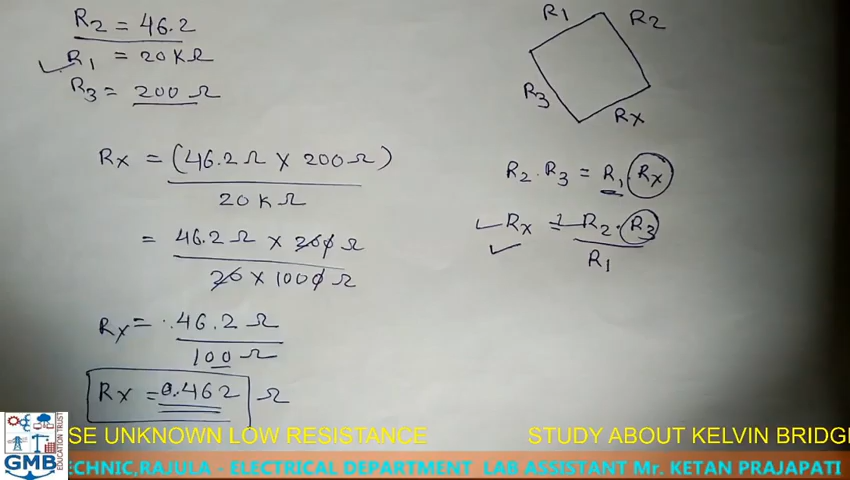 R2 = 46.2
R1 = 20 KΩ
R3 = 200 Ω
Rx = (46.2 Ω × 200 Ω)
20 K Ω
= 46.2 Ω × 200 Ω
20 × 1000 Ω
Rx = .46.2 Ω
100 Ω
Rx = 0.462 Ω
R1
R2
R3
Rx
R2 . R3 = R1 . Rx
Rx = R2 . R3
R1
SE UNKNOWN LOW RESISTANCE STUDY ABOUT KELVIN BRIDG
GMB
EDUCATION TRUST
ECHNIC,RAJULA - ELECTRICAL DEPARTMENT LAB ASSISTANT Mr. KETAN PRAJAPATI